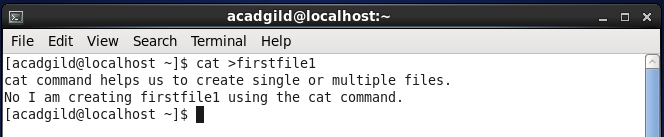 acadgild@localhost:~
File Edit View Search Terminal Help
[acadgild@localhost ~]$ cat >firstfile1
cat command helps us to create single or multiple files.
No I am creating firstfile1 using the cat command.
[acadgild@localhost ~]$